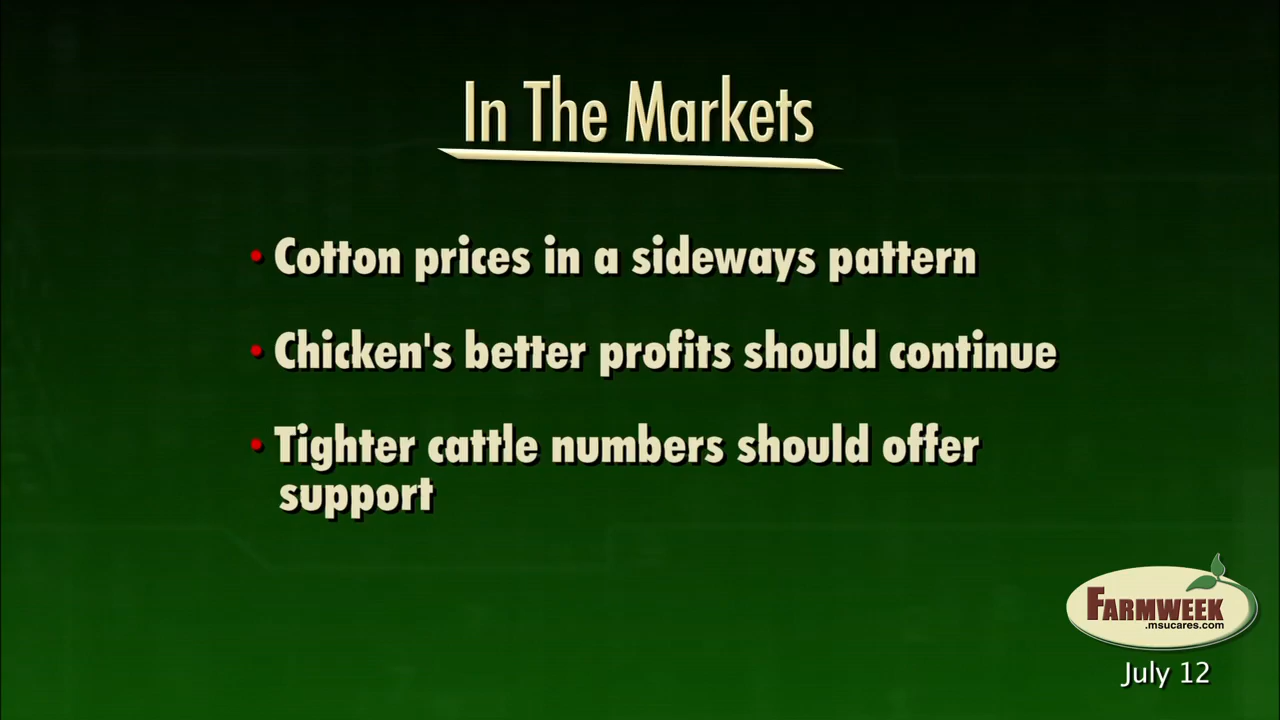 In The Markets
• Cotton prices in a sideways pattern
• Chicken's better profits should continue
• Tighter cattle numbers should offer
support
FARMWEEK
.msucares.com
July 12